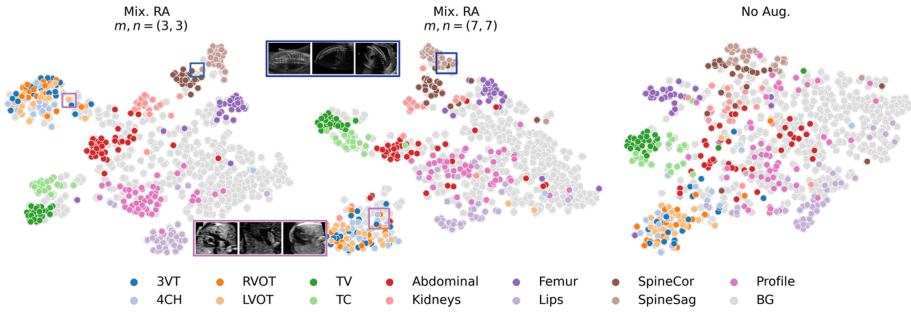 Mix. RA
m, n = (3, 3)
Mix. RA
m, n = (7, 7)
No Aug.
3VT RVOT TV Abdominal Femur SpineCor Profile
4CH LVOT TC Kidneys Lips SpineSag BG